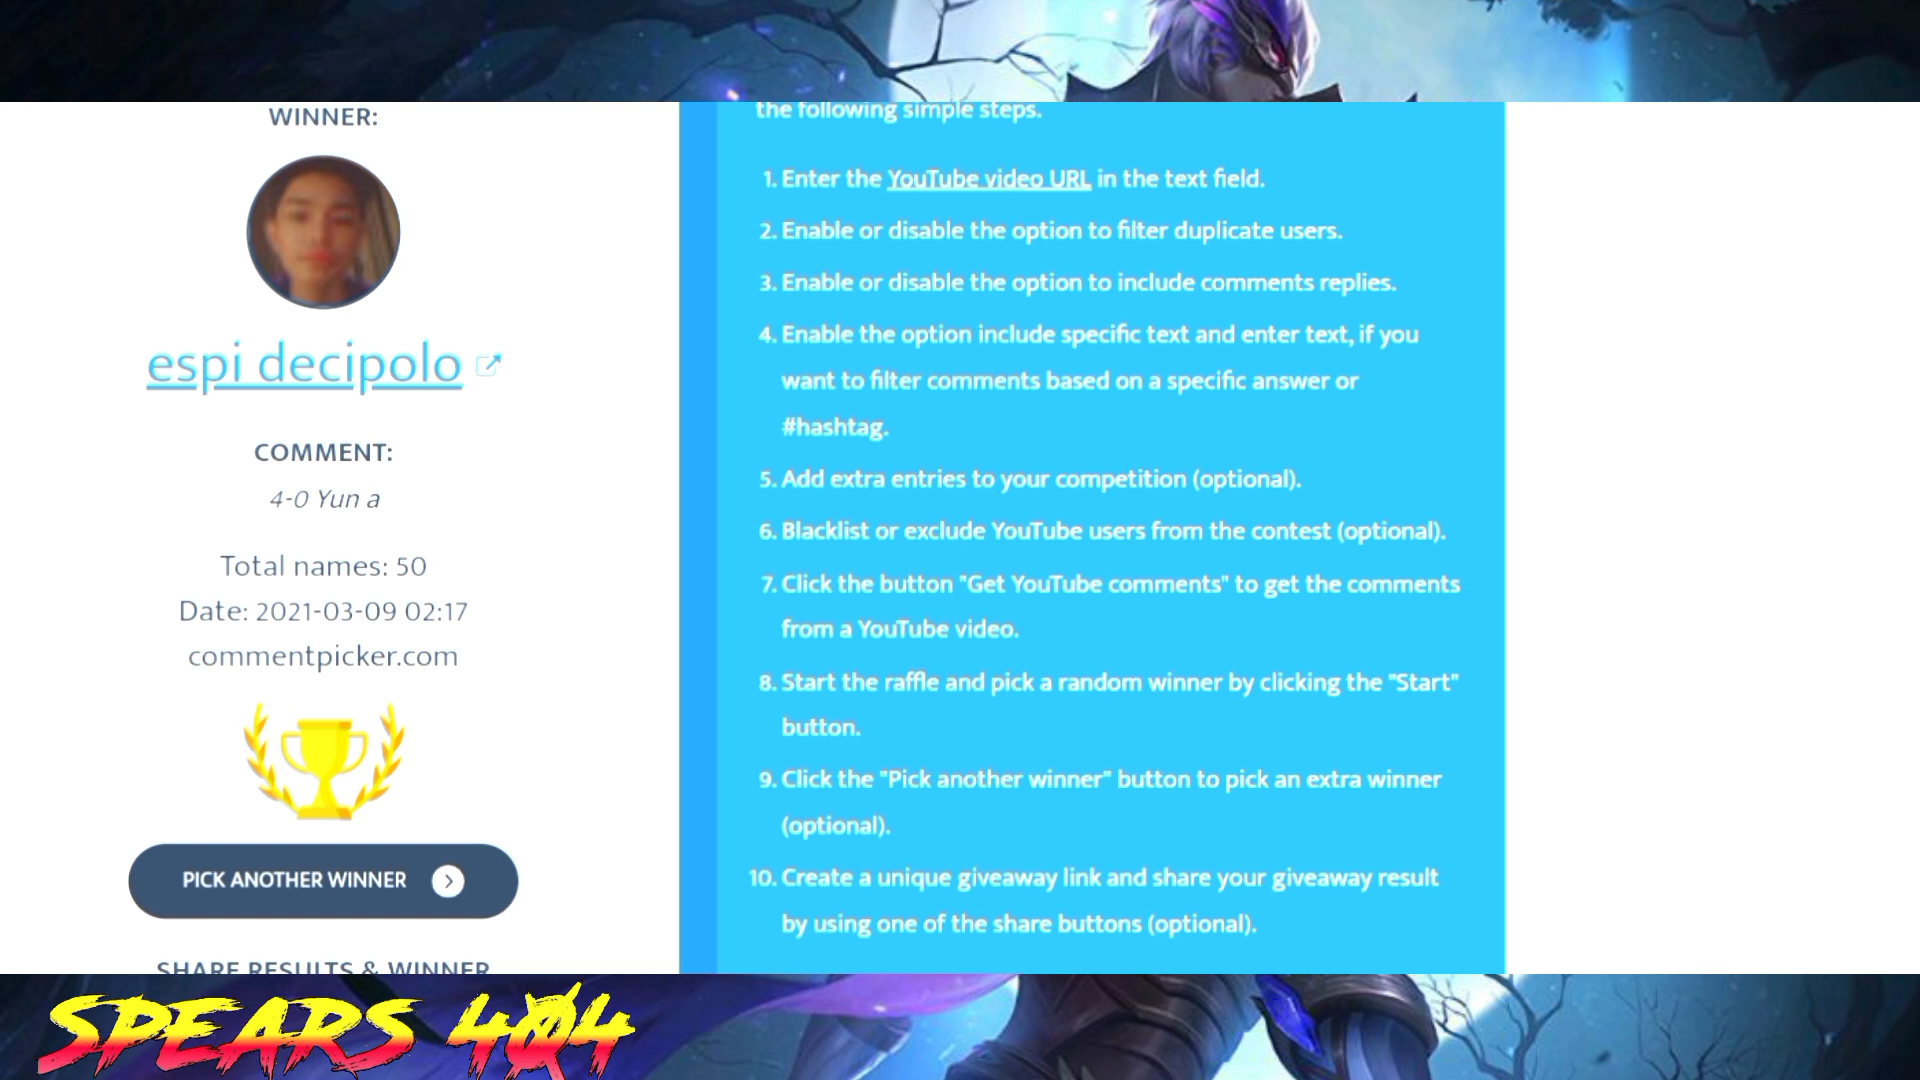 WINNER:
espi decipolo
COMMENT:
4-0 Yun a
Total names: 50
Date: 2021-03-09 02:17
commentpicker.com
PICK ANOTHER WINNER
SHARE RESULTS & WINNER
the following simple steps.
1. Enter the YouTube video URL in the text field.
2. Enable or disable the option to filter duplicate users.
3. Enable or disable the option to include comments replies.
4. Enable the option include specific text and enter text, if you
want to filter comments based on a specific answer or
#hashtag.
5. Add extra entries to your competition (optional).
6. Blacklist or exclude YouTube users from the contest (optional).
7. Click the button "Get YouTube comments" to get the comments
from a YouTube video.
8. Start the raffle and pick a random winner by clicking the "Start"
button.
9. Click the "Pick another winner" button to pick an extra winner
(optional).
10. Create a unique giveaway link and share your giveaway result
by using one of the share buttons (optional).
SPEARS 404